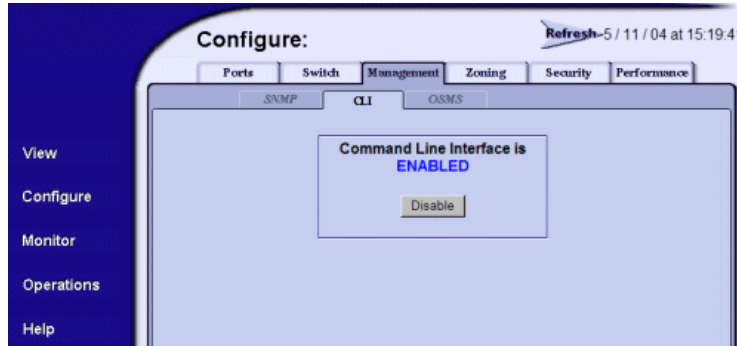 Configure:
Refresh 5 / 11 / 04 at 15:19:4
Ports Switch Management Zoning Security Performance
SNMP CLI OSMS
View
Configure
Monitor
Operations
Help
Command Line Interface is
ENABLED
Disable